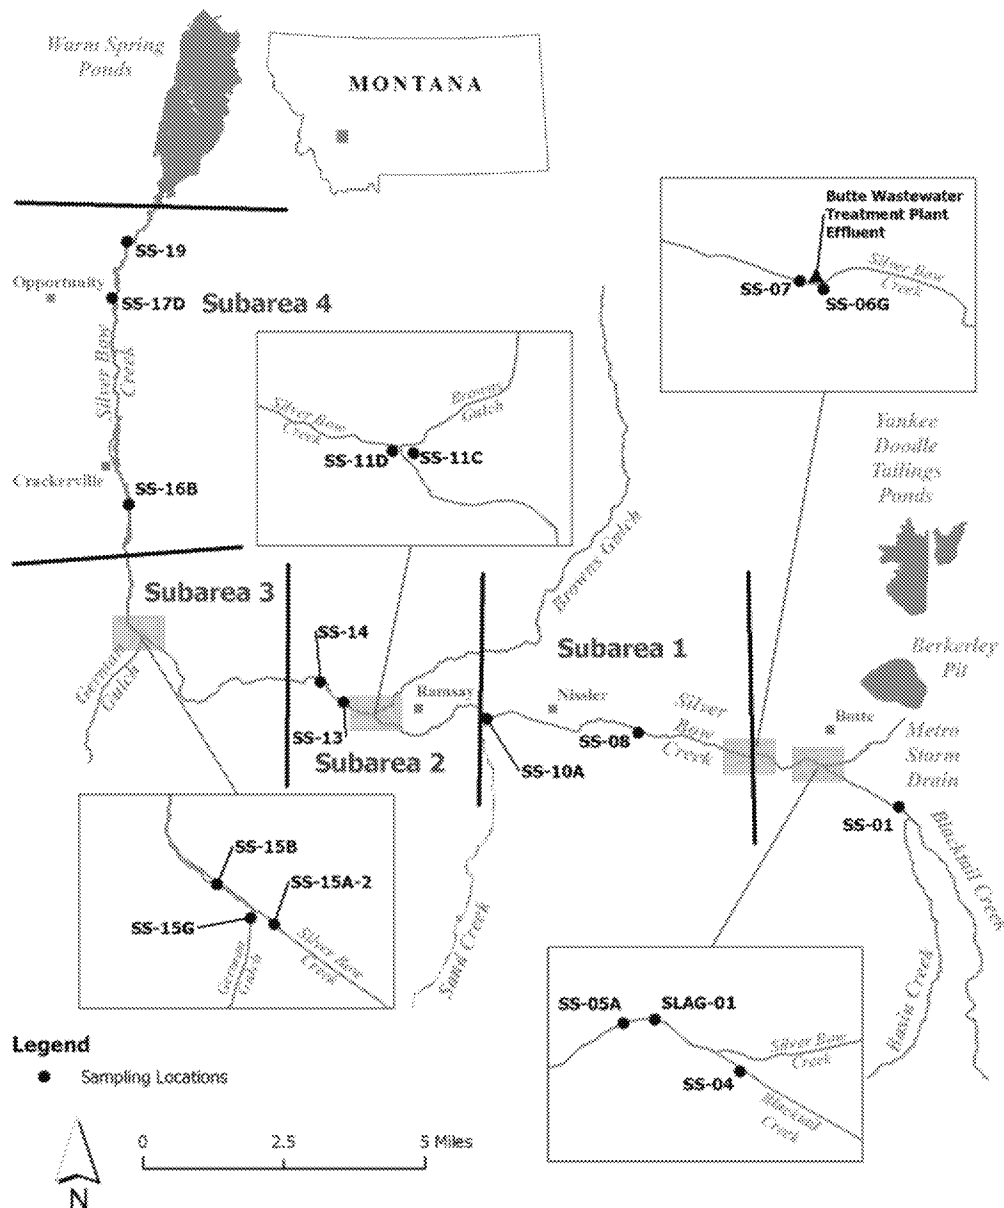 Warm Spring
Ponds
MONTANA
Butte Wastewater
Treatment Plant
Effluent
SS-07
Silver Bow
Creek
SS-06G
SS-19
Opportunity
SS-17D
Subarea 4
Silver Bow
Creek
Silver Bow
Creek
Browns
Gulch
SS-11D
SS-11C
Yankee
Doodle
Tailings
Ponds
Crackerville
SS-16B
Browns Gulch
Subarea 3
SS-14
Subarea 1
Berkerley
Pit
German
Gulch
Ramsay
Nissler
Silver
Bow
Creek
Butte
Metro
Storm
Drain
SS-13
SS-08
Subarea 2
SS-10A
SS-01
Blacktail Creek
SS-15B
SS-15A-2
SS-15G
German
Gulch
Silver Bow
Creek
Sand Creek
Basin Creek
SS-05A
SLAG-01
Silver Bow
Creek
SS-04
Blacktail
Creek
Legend
Sampling Locations
0 2.5 5 Miles
N